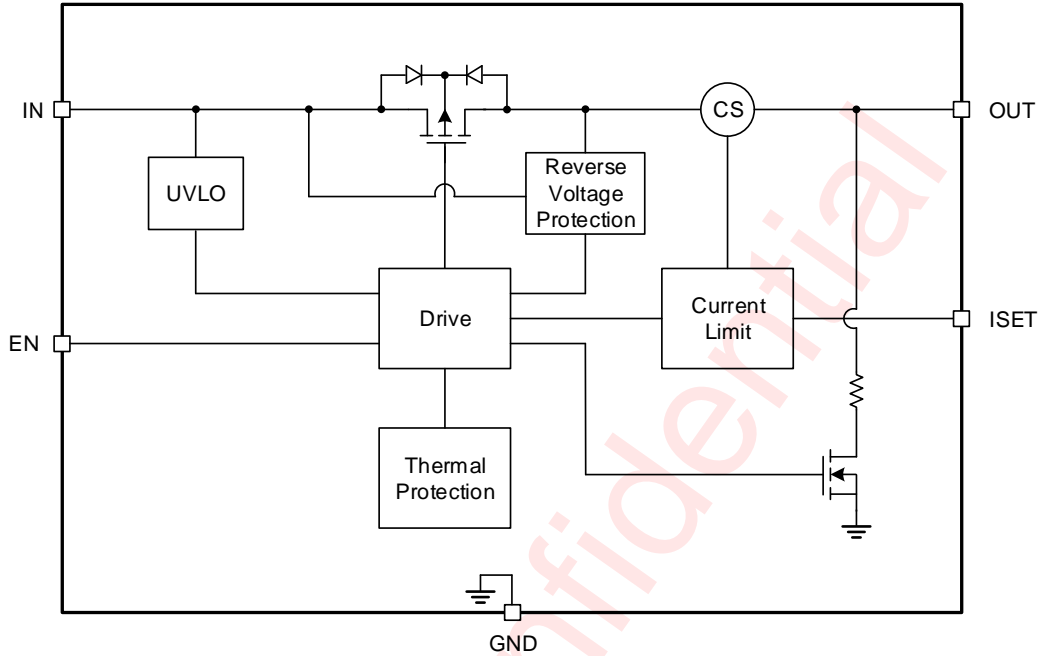 IN
CS
OUT
UVLO
Reverse
Voltage
Protection
Drive
Current
Limit
ISET
EN
Thermal
Protection
GND
nfidential